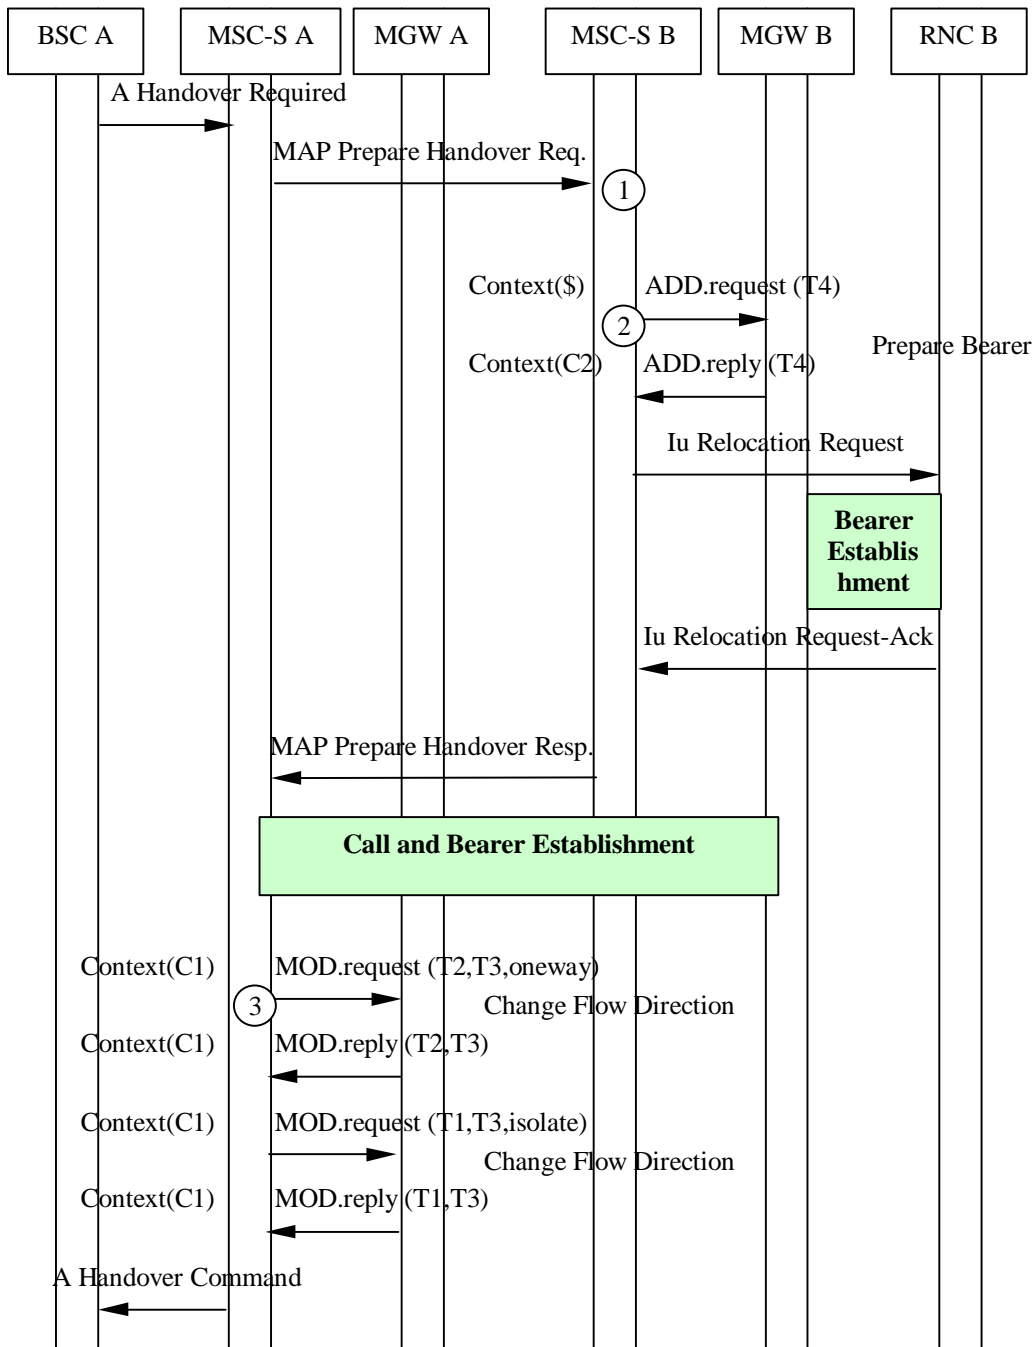 BSC A
MSC-S A
MGW A
MSC-S B
MGW B
RNC B
A Handover Required
MAP Prepare Handover Req.
1
Context($)
ADD.request (T4)
2
Prepare Bearer
Context(C2)
ADD.reply (T4)
Iu Relocation Request
Bearer
Establis
hment
Iu Relocation Request-Ack
MAP Prepare Handover Resp.
Call and Bearer Establishment
Context(C1)
MOD.request (T2,T3,oneway)
3
Change Flow Direction
Context(C1)
MOD.reply (T2,T3)
Context(C1)
MOD.request (T1,T3,isolate)
Change Flow Direction
Context(C1)
MOD.reply (T1,T3)
A Handover Command